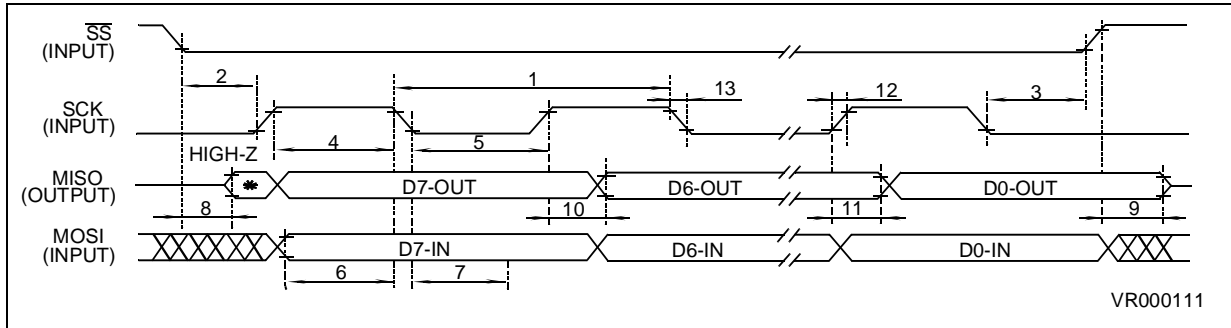 SS
(INPUT)
2
1
13
12
3
SCK
(INPUT)
4
5
HIGH-Z
MISO
(OUTPUT)
*
D7-OUT
D6-OUT
D0-OUT
8
10
11
9
MOSI
(INPUT)
D7-IN
D6-IN
D0-IN
6
7
VR000111